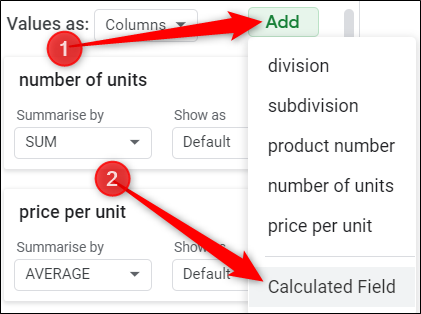 Values as: Columns Add
1
number of units
Summarise by Show as
SUM Default
2
price per unit
Summarise by Show as
AVERAGE Default
division
subdivision
product number
number of units
price per unit
Calculated Field